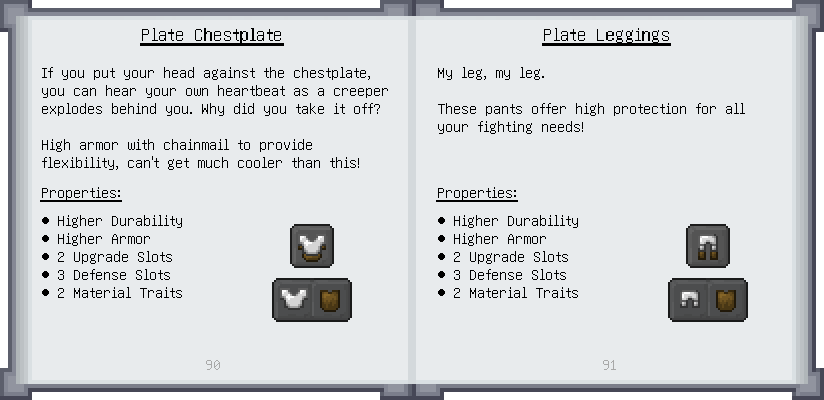 Plate Chestplate
If you put your head against the chestplate,
you can hear your own heartbeat as a creeper
explodes behind you. Why did you take it off?
High armor with chainmail to provide
flexibility, can't get much cooler than this!
Properties:
● Higher Durability
● Higher Armor
● 2 Upgrade Slots
● 3 Defense Slots
● 2 Material Traits
90
Plate Leggings
My leg, my leg.
These pants offer high protection for all
your fighting needs!
Properties:
● Higher Durability
● Higher Armor
● 2 Upgrade Slots
● 3 Defense Slots
● 2 Material Traits
91